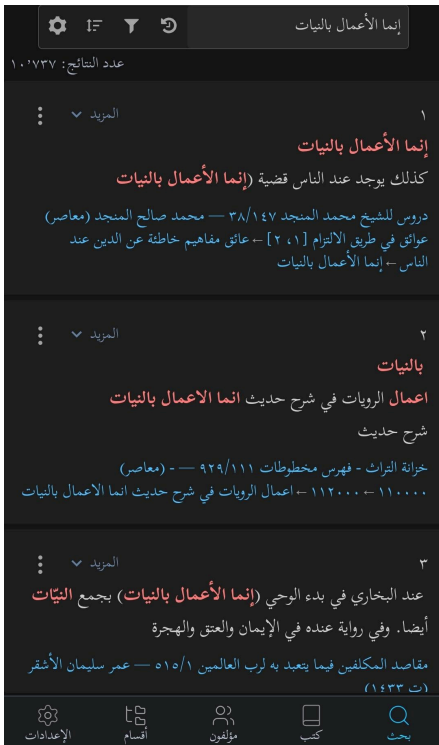 إنما الأعمال بالنيات
عدد النتائج: ١٠٬٧٣٧
١
المزيد
إنما الأعمال بالنيات
كذلك يوجد عند الناس قضية (إنما الأعمال بالنيات
دروس للشيخ محمد المنجد ٣٨/١٤٧ — محمد صالح المنجد (معاصر)
عوائق في طريق الالتزام [١، ٢] ← عائق مفاهيم خاطئة عن الدين عند
الناس ← إنما الأعمال بالنيات
٢
المزيد
بالنيات
اعمال الرويات في شرح حديث انما الاعمال بالنيات
شرح حديث
خزانة التراث - فهرس مخطوطات ٩٢٩/١١١ — - (معاصر)
١١٠٠٠٠ ← ١١٢٠٠٠ ← اعمال الرويات في شرح حديث انما الاعمال بالنيات
٣
المزيد
عند البخاري في بدء الوحي (إنما الأعمال بالنيات) بجمع النيّات
أيضا. وفي رواية عنده في الإيمان والعتق والهجرة
مقاصد المكلفين فيما يتعبد به لرب العالمين ٥١٥/١ — عمر سليمان الأشقر
(ت ١٤٣٣)
بحث
كتب
مؤلفون
أقسام
الإعدادات